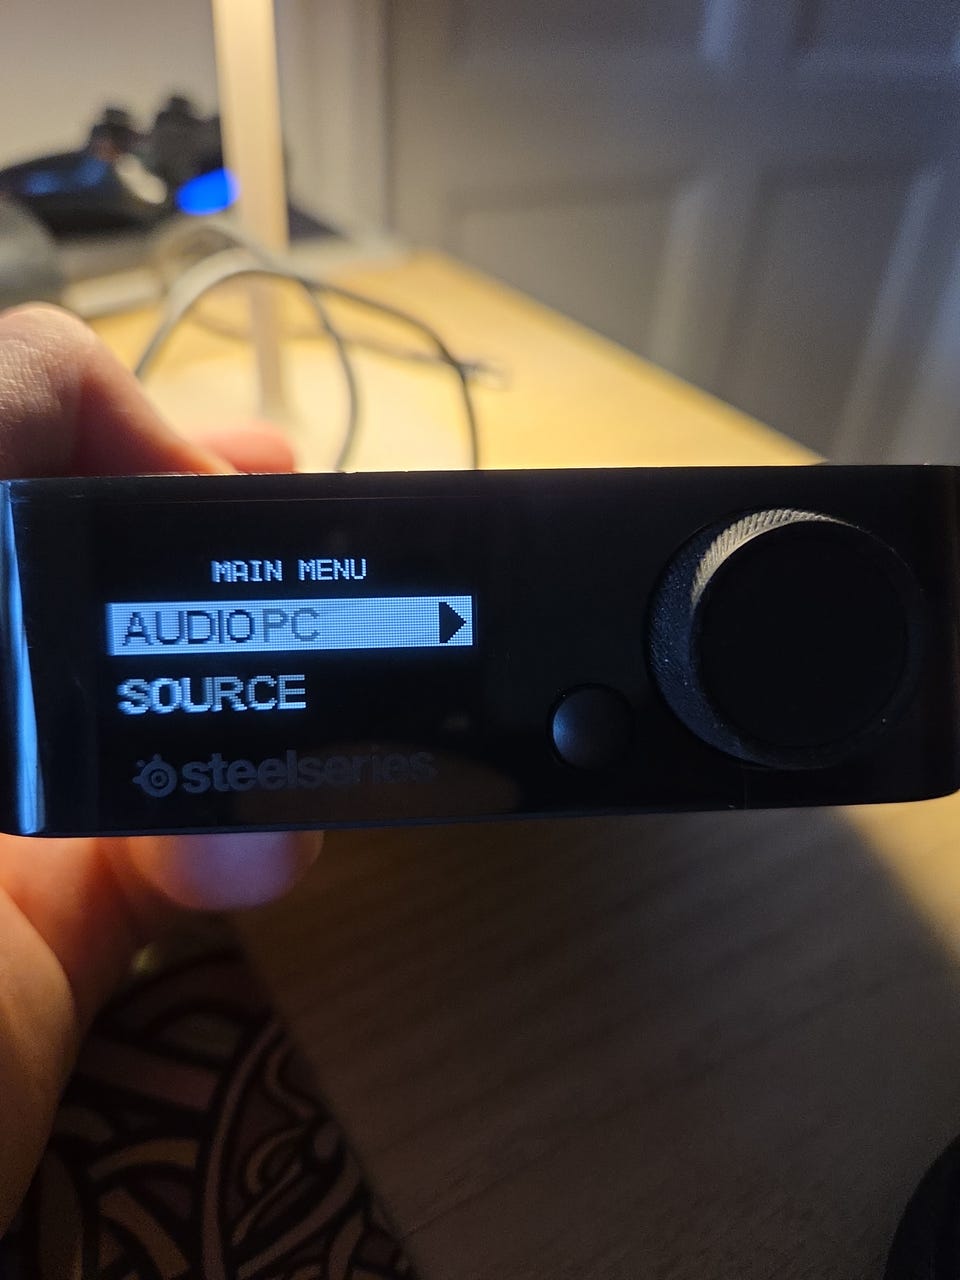 MAIN MENU
AUDIO PC
SOURCE
steelseries